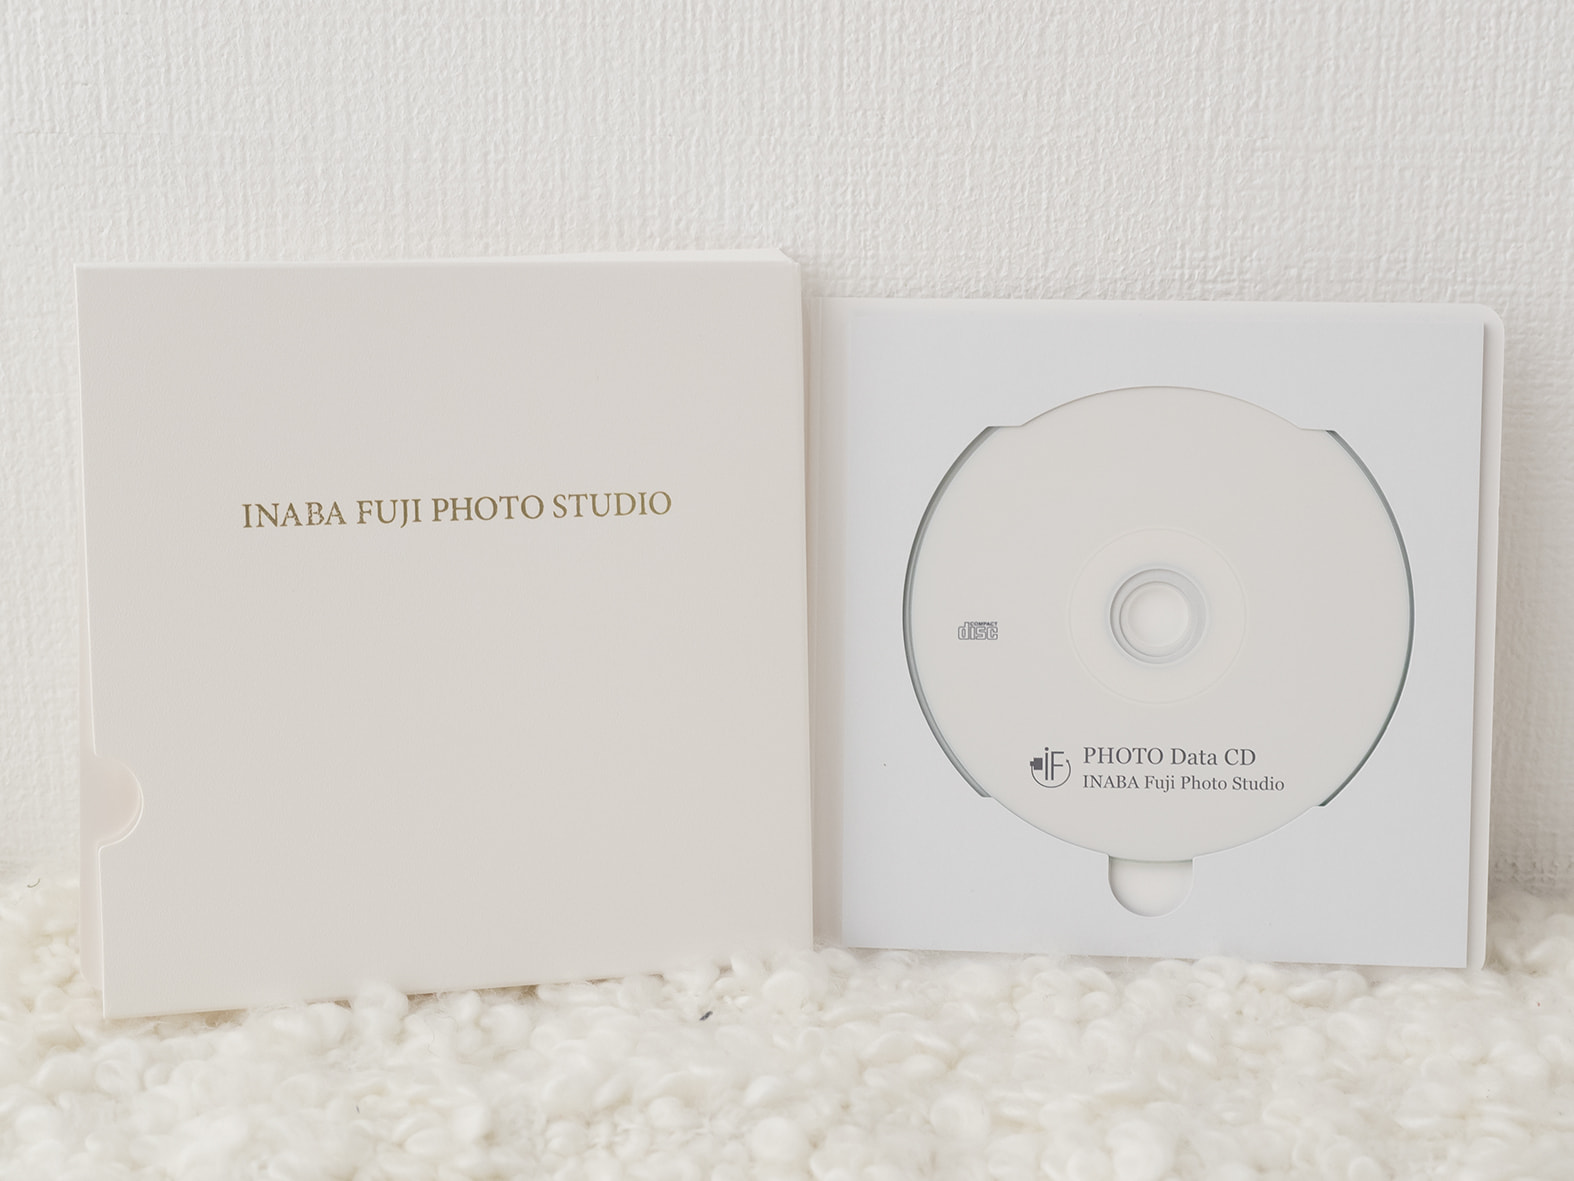 INABA FUJI PHOTO STUDIO
COMPACT
disc
iF
PHOTO Data CD
INABA Fuji Photo Studio